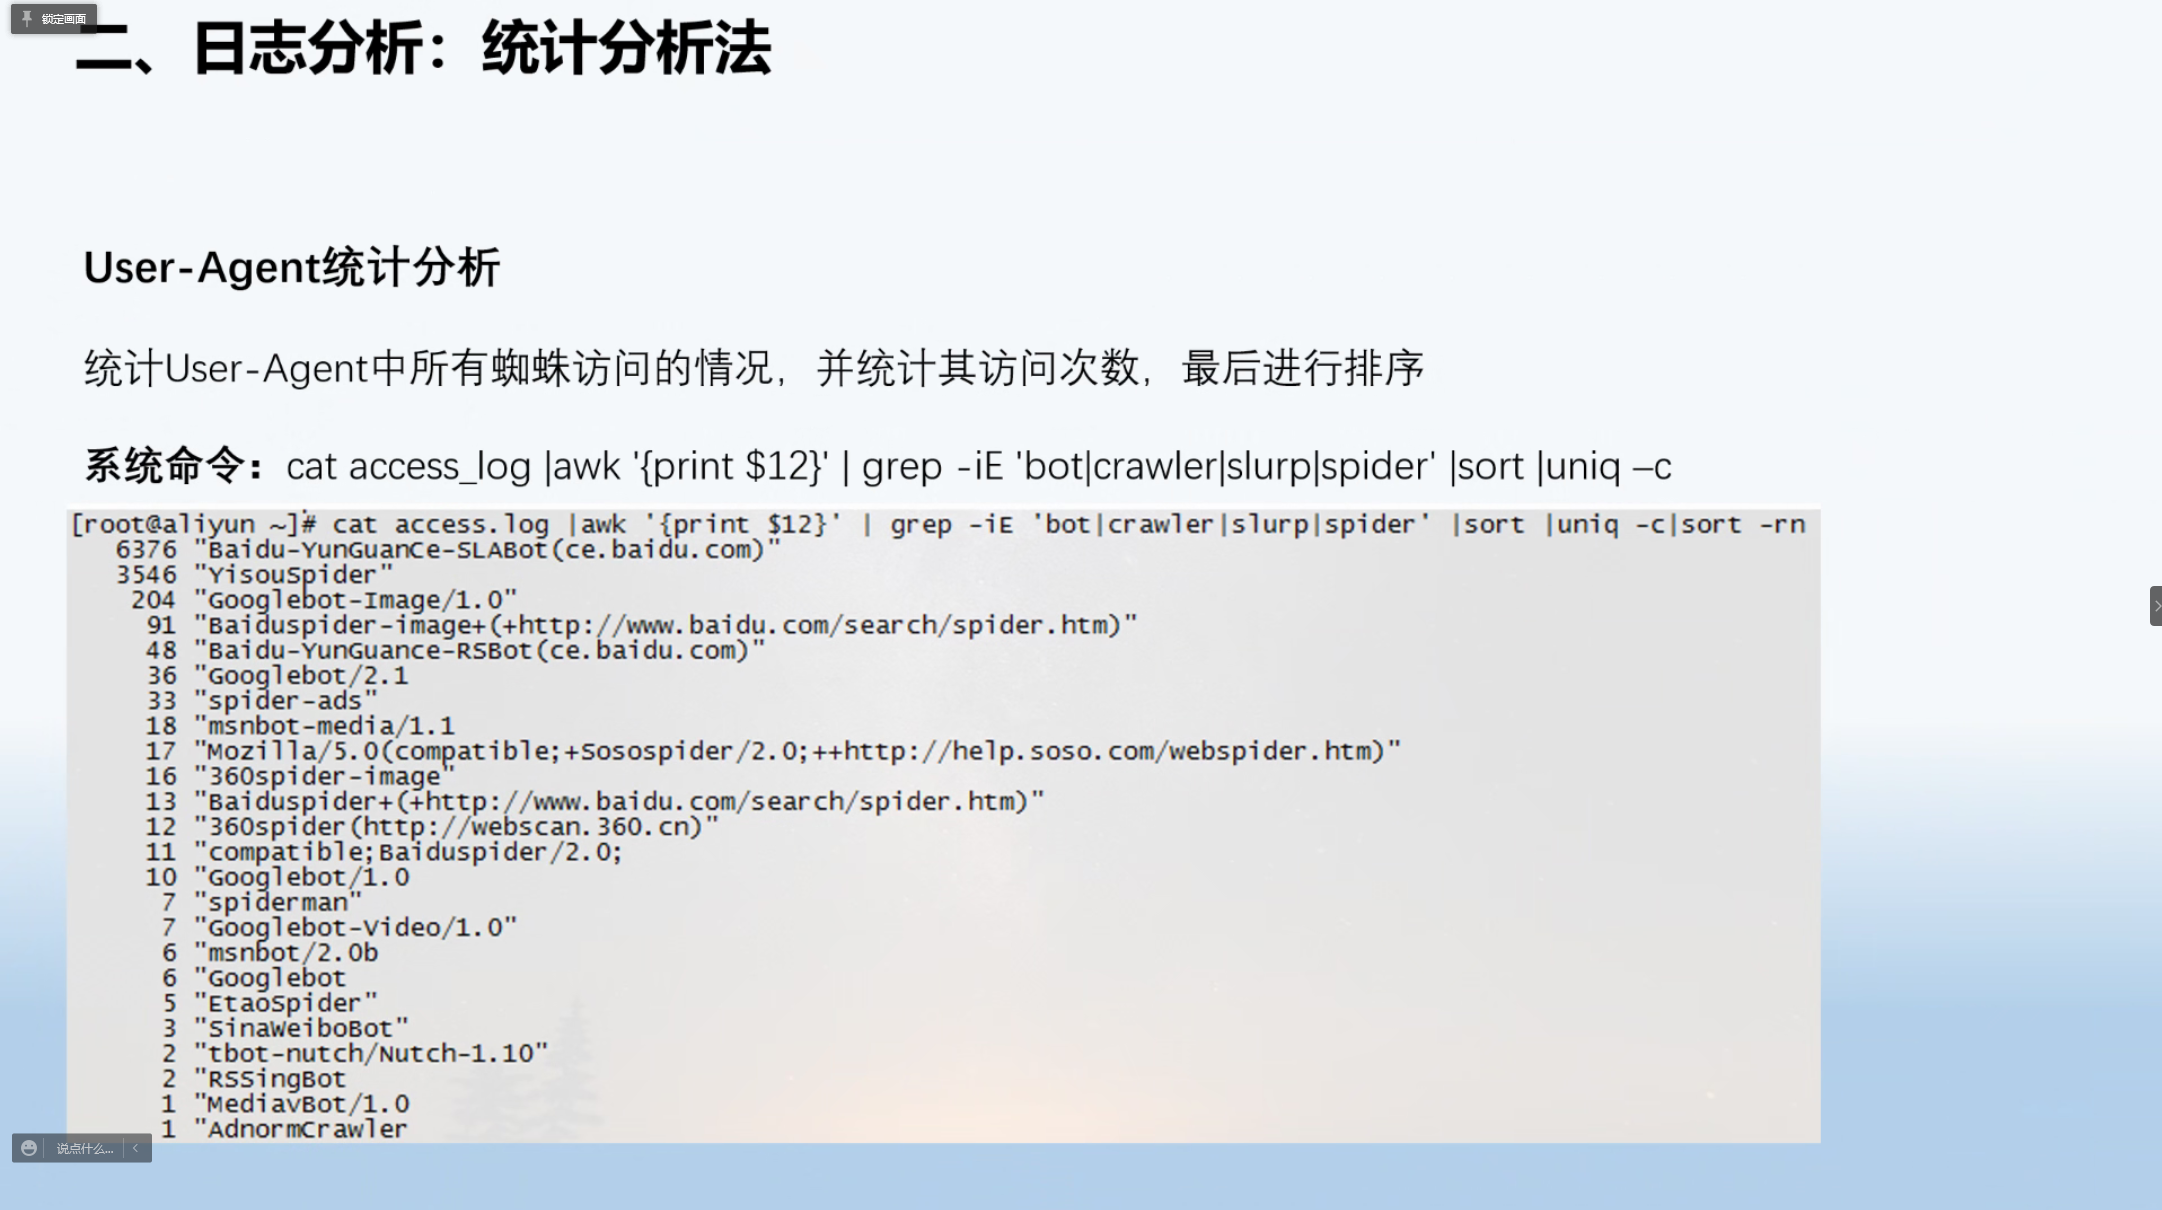 锁定画面
二、日志分析：统计分析法
User-Agent统计分析
统计User-Agent中所有蜘蛛访问的情况，并统计其访问次数，最后进行排序
系统命令：cat access_log |awk '{print $12}' | grep -iE 'bot|crawler|slurp|spider' |sort |uniq –c
[root@aliyun ~]# cat access.log |awk '{print $12}' | grep -iE 'bot|crawler|slurp|spider' |sort |uniq -c|sort -rn
6376 "Baidu-YunGuanCe-SLABot(ce.baidu.com)"
3546 "YisouSpider"
204 "Googlebot-Image/1.0"
91 "Baiduspider-image+(+http://www.baidu.com/search/spider.htm)"
48 "Baidu-YunGuance-RSBot(ce.baidu.com)"
36 "Googlebot/2.1
33 "spider-ads"
18 "msnbot-media/1.1
17 "Mozilla/5.0(compatible;+Sosospider/2.0;++http://help.soso.com/webspider.htm)"
16 "360spider-image"
13 "Baiduspider+(+http://www.baidu.com/search/spider.htm)"
12 "360spider(http://webscan.360.cn)"
11 "compatible;Baiduspider/2.0;
10 "Googlebot/1.0
7 "spiderman"
7 "Googlebot-Video/1.0"
6 "msnbot/2.0b
6 "Googlebot
5 "EtaoSpider"
3 "SinaWeiboBot"
2 "tbot-nutch/Nutch-1.10"
2 "RSSingBot
1 "MediavBot/1.0
1 "AdnormCrawler
说点什么...